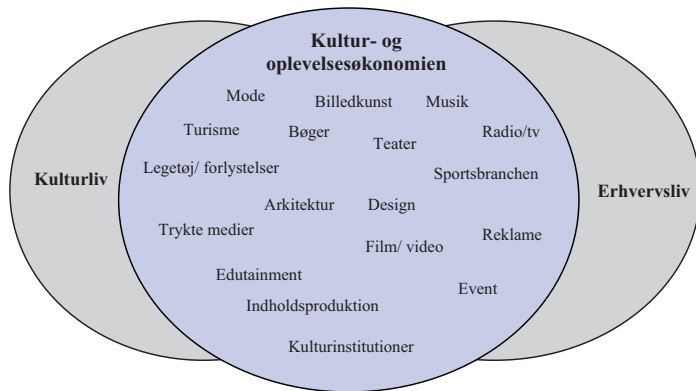 Kultur- og
oplevelsesøkonomien
Mode
Billedkunst
Musik
Turisme
Bøger
Teater
Radio/tv
Legetøj/ forlystelser
Sportsbranchen
Kulturliv
Erhvervsliv
Arkitektur
Design
Trykte medier
Film/ video
Reklame
Edutainment
Event
Indholdsproduktion
Kulturinstitutioner